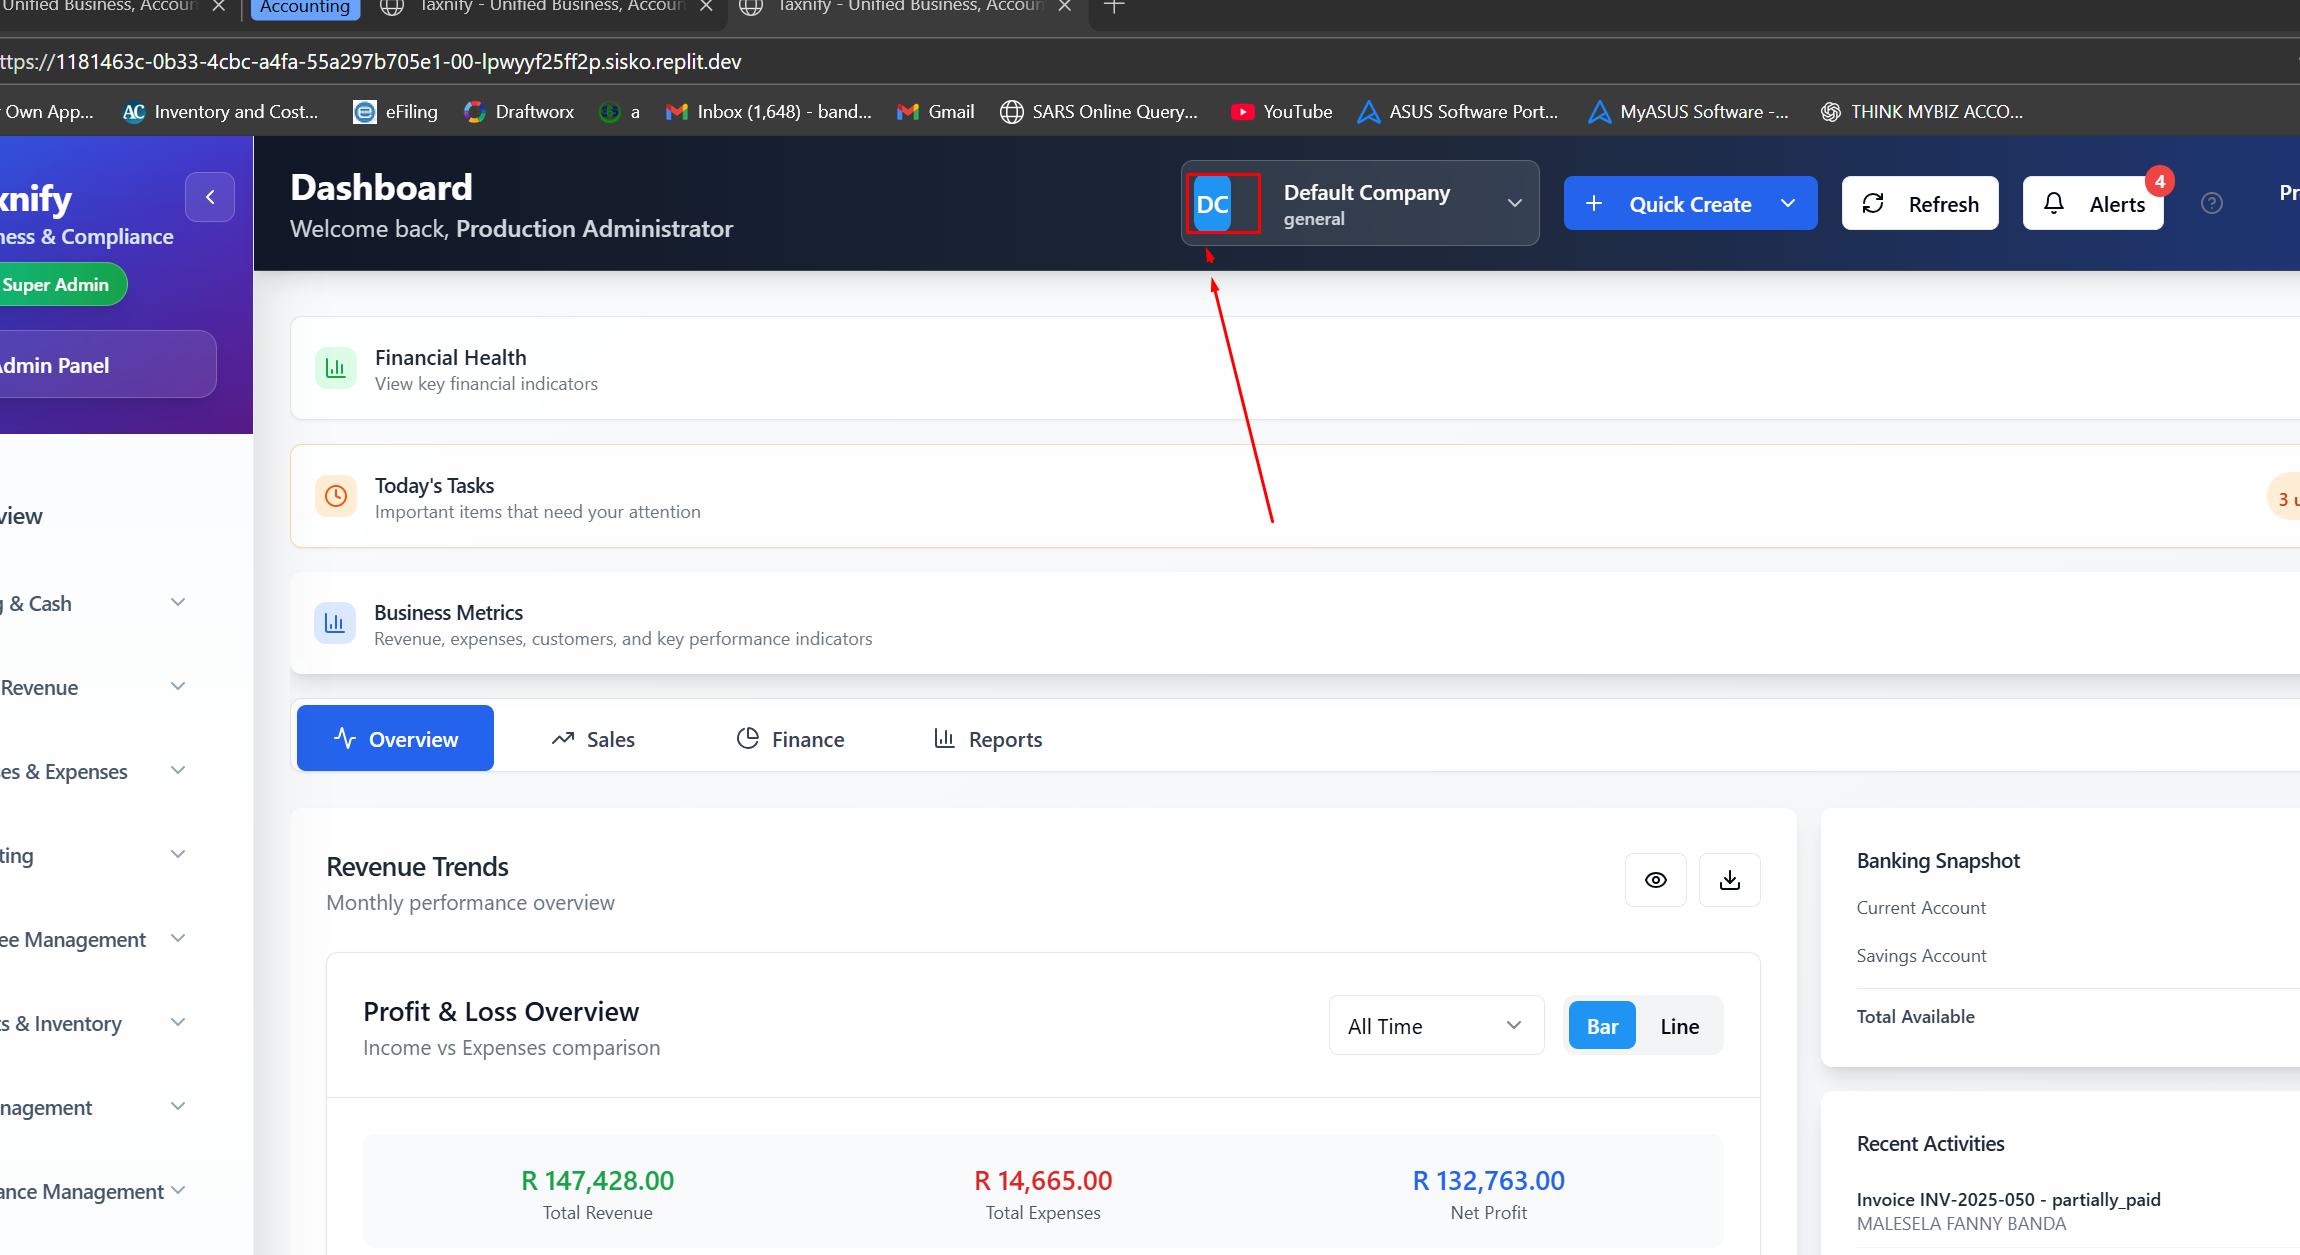 Unified Business, Accoun
Accounting
Taxnify - Unified Business, Accoun
Taxnify - Unified Business, Accoun
ttps://1181463c-0b33-4cbc-a4fa-55a297b705e1-00-lpwyyf25ff2p.sisko.replit.dev
Own App...
AC
Inventory and Cost...
eFiling
Draftworx
a
Inbox (1,648) - band...
Gmail
SARS Online Query...
YouTube
ASUS Software Port...
MyASUS Software -...
THINK MYBIZ ACCO...
xnify
ness & Compliance
Super Admin
Admin Panel
Dashboard
Welcome back, Production Administrator
DC
Default Company
general
Quick Create
Refresh
Alerts
4
Pr
Financial Health
View key financial indicators
Today's Tasks
Important items that need your attention
3 u
Business Metrics
Revenue, expenses, customers, and key performance indicators
view
g & Cash
Revenue
ses & Expenses
ting
ee Management
ts & Inventory
nagement
ance Management
Overview
Sales
Finance
Reports
Revenue Trends
Monthly performance overview
Profit & Loss Overview
Income vs Expenses comparison
All Time
Bar
Line
R 147,428.00
Total Revenue
R 14,665.00
Total Expenses
R 132,763.00
Net Profit
Banking Snapshot
Current Account
Savings Account
Total Available
Recent Activities
Invoice INV-2025-050 - partially_paid
MALESELA FANNY BANDA